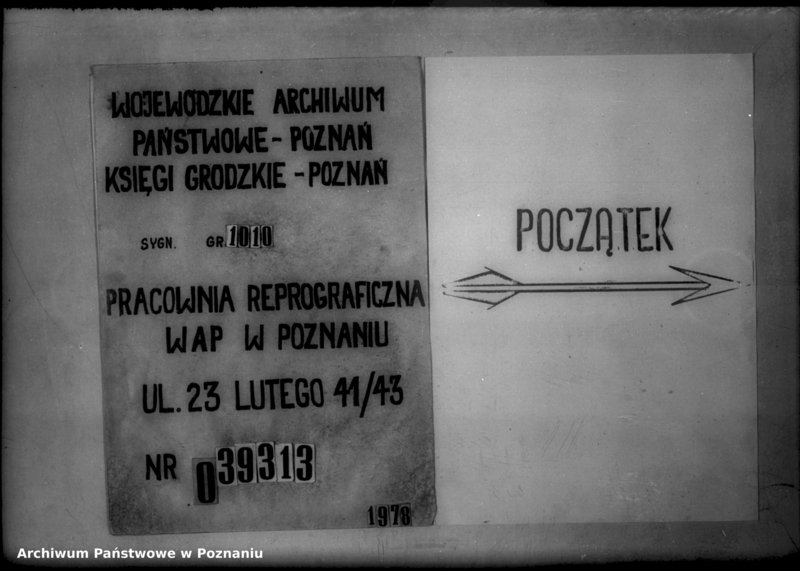 WOJEWÓDZKIE ARCHIWUM
PAŃSTWOWE - POZNAŃ
KSIĘGI GRODZKIE - POZNAŃ
SYGN. GR. 1010
PRACOWNIA REPROGRAFICZNA
WAP W POZNANIU
UL. 23 LUTEGO 41/43
NR 039313
1978
POCZĄTEK
Archiwum Państwowe w Poznaniu